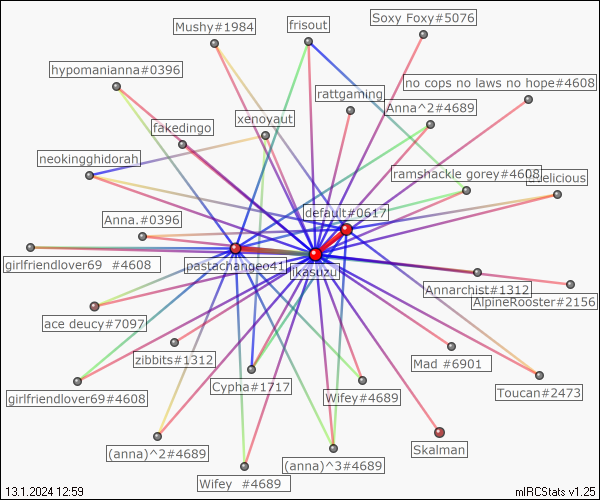 Soxy Foxy#5076
Mushy#1984
frisout
hypomanianna#0396
no cops no laws no hope#4608
rattgaming
Anna^2#4689
xenoyaut
fakedingo
neokingghidorah
ramshackle gorey#4608
default#0617
Anna.#0396
girlfriendlover69 #4608
pastachangeo41
ikasuzu
Annarchist#1312
AlpineRooster#2156
ace deucy#7097
zibbits#1312
Mad #6901
Cypha#1717
Wifey#4689
Toucan#2473
girlfriendlover69#4608
Skalman
(anna)^2#4689
(anna)^3#4689
Wifey #4689
13.1.2024 12:59
mIRCStats v1.25